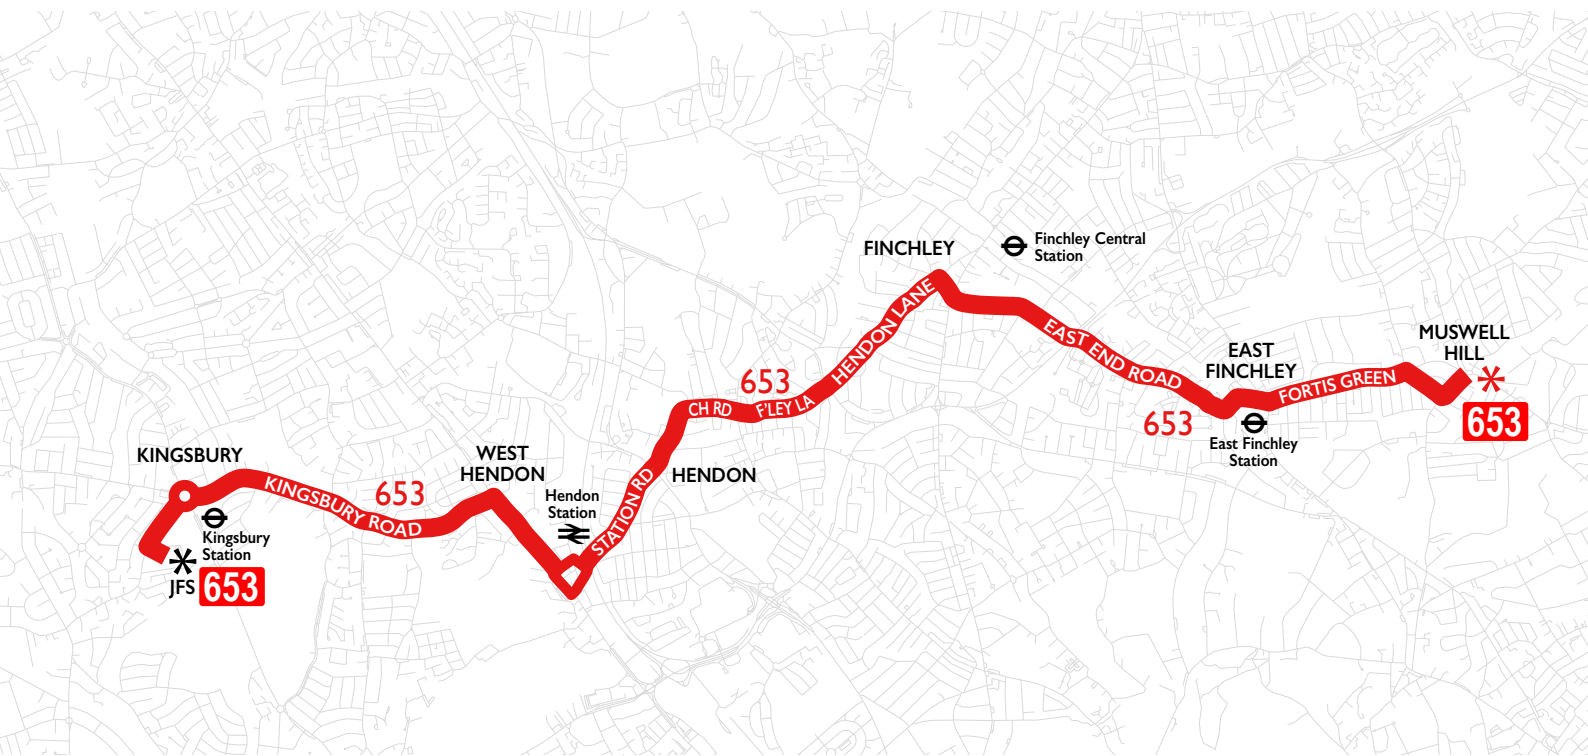 FINCHLEY
Finchley Central
Station
HENDON LANE
EAST END ROAD
MUSWELL
HILL
EAST
FINCHLEY
FORTIS GREEN
653
653
653
CH RD
F'LEY LA
East Finchley
Station
KINGSBURY
WEST
HENDON
HENDON
Hendon
Station
STATION RD
KINGSBURY ROAD
653
Kingsbury
Station
JFS
653